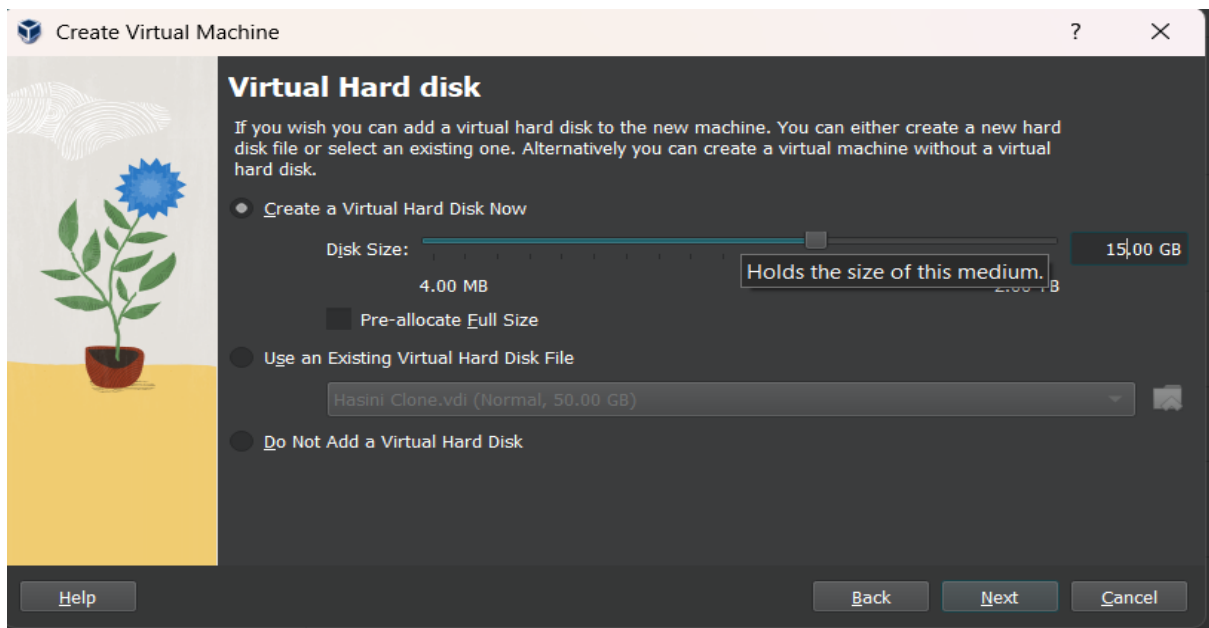 Create Virtual Machine
?
Virtual Hard disk
If you wish you can add a virtual hard disk to the new machine. You can either create a new hard
disk file or select an existing one. Alternatively you can create a virtual machine without a virtual
hard disk.
Create a Virtual Hard Disk Now
Disk Size:
15.00 GB
Holds the size of this medium.
4.00 MB
Pre-allocate Full Size
Use an Existing Virtual Hard Disk File
Hasini Clone.vdi (Normal, 50.00 GB)
Do Not Add a Virtual Hard Disk
Help
Back
Next
Cancel